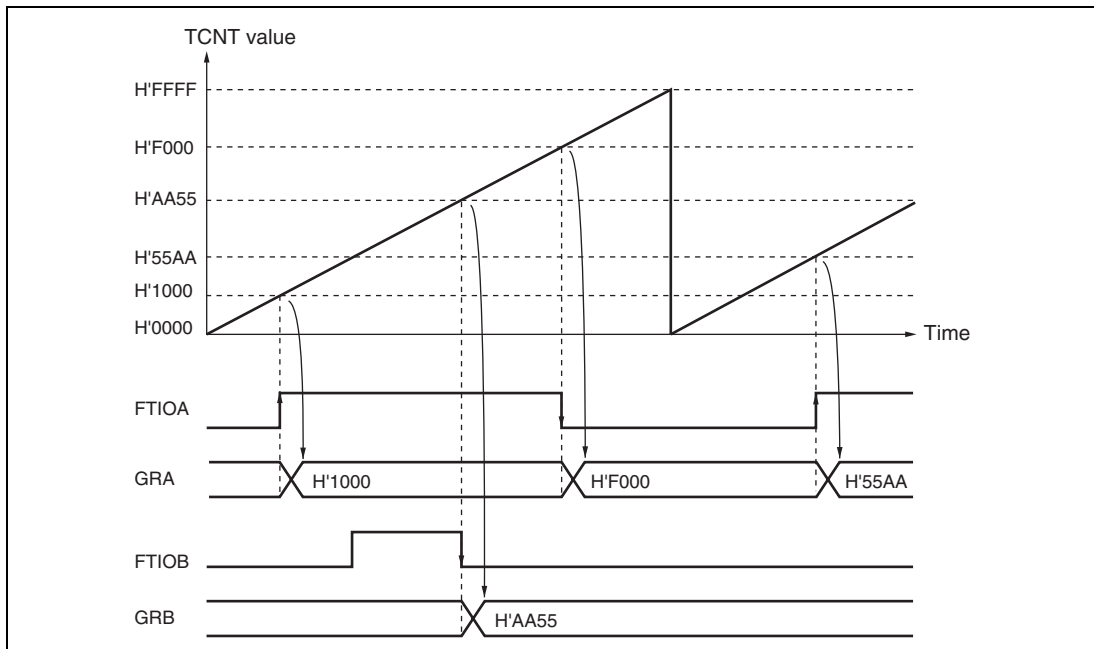 TCNT value
H'FFFF
H'F000
H'AA55
H'55AA
H'1000
H'0000
Time
FTIOA
GRA
H'1000
H'F000
H'55AA
FTIOB
GRB
H'AA55